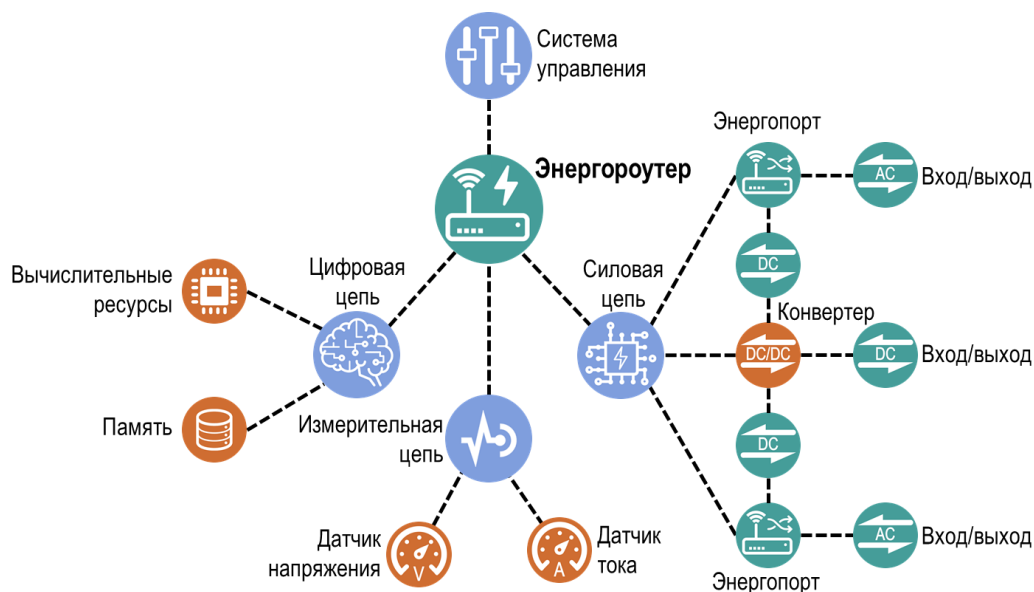 Система
управления
Энергопорт
Энергороутер
AC
Вход/выход
Вычислительные
ресурсы
Цифровая
цепь
Силовая
цепь
DC
Конвертер
DC/DC
DC
Вход/выход
Память
Измерительная
цепь
DC
Датчик
напряжения
V
A
Датчик
тока
AC
Вход/выход
Энергопорт